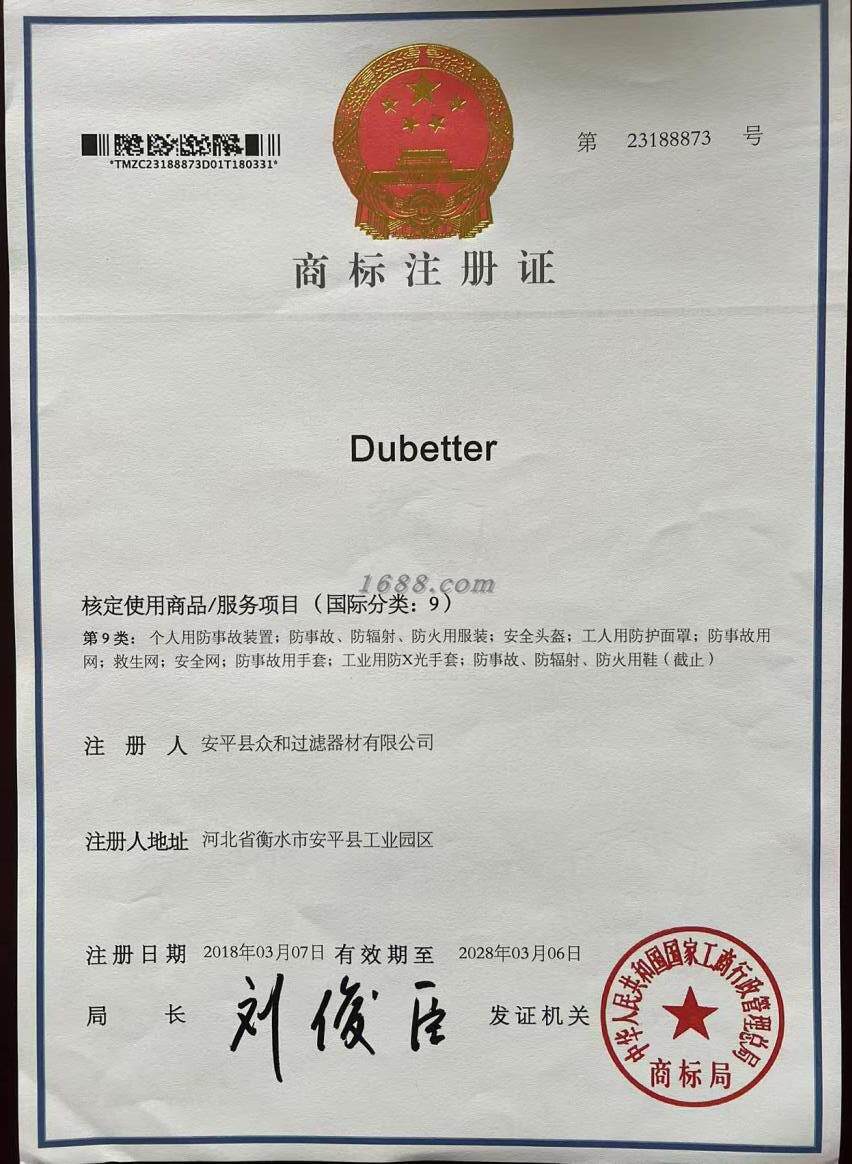 *TMZC23188873D01T180331*
第 23188873 号
商标注册证
Dubetter
1688.com
核定使用商品/服务项目（国际分类：9）
第9类：个人用防事故装置；防事故、防辐射、防火用服装；安全头盔；工人用防护面罩；防事故用
网；救生网；安全网；防事故用手套；工业用防X光手套；防事故、防辐射、防火用鞋（截止）
注册人 安平县众和过滤器材有限公司
注册人地址 河北省衡水市安平县工业园区
注册日期 2018年03月07日 有效期至 2028年03月06日
局长 刘俊臣 发证机关
中华人民共和国国家工商行政管理总局
商标局